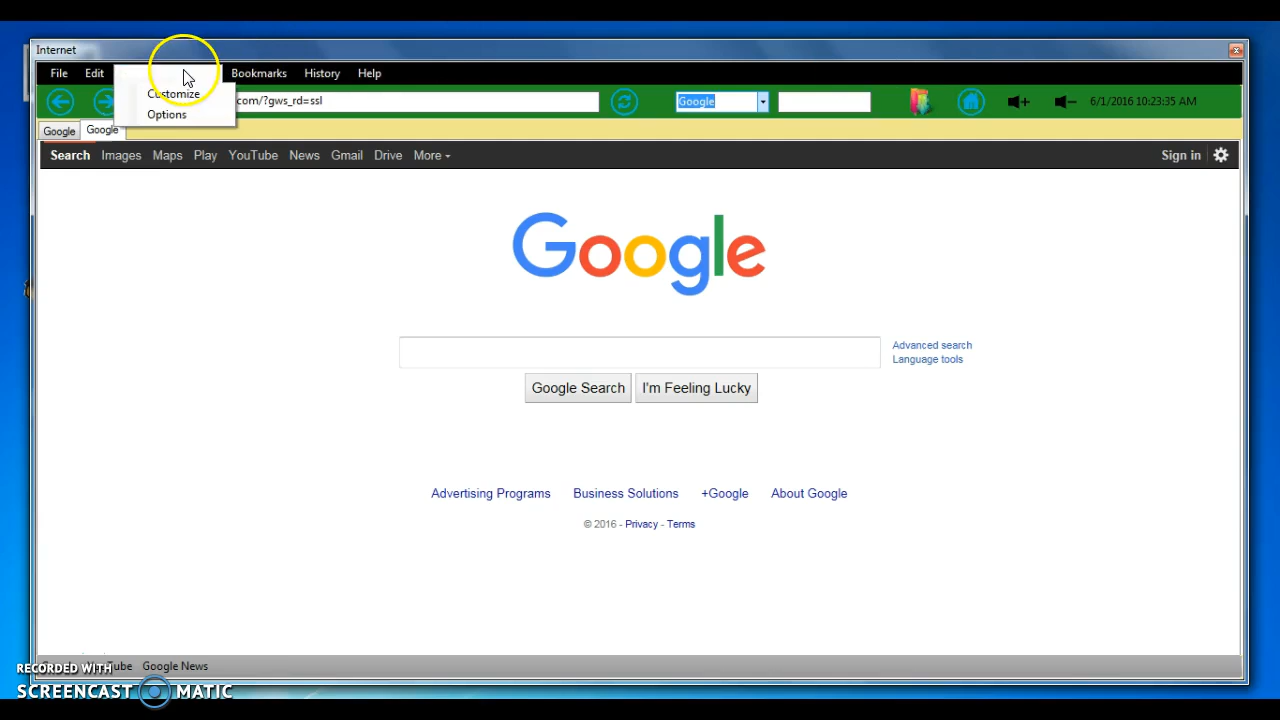 Internet
File Edit Bookmarks History Help
Customize
Options
com/?gws_rd=ssl Google 6/1/2016 10:23:35 AM
Google Google
Search Images Maps Play YouTube News Gmail Drive More Sign in
Google
Advanced search
Language tools
Google Search I'm Feeling Lucky
Advertising Programs Business Solutions +Google About Google
© 2016 - Privacy - Terms
Google News
RECORDED WITH
SCREENCAST MATIC